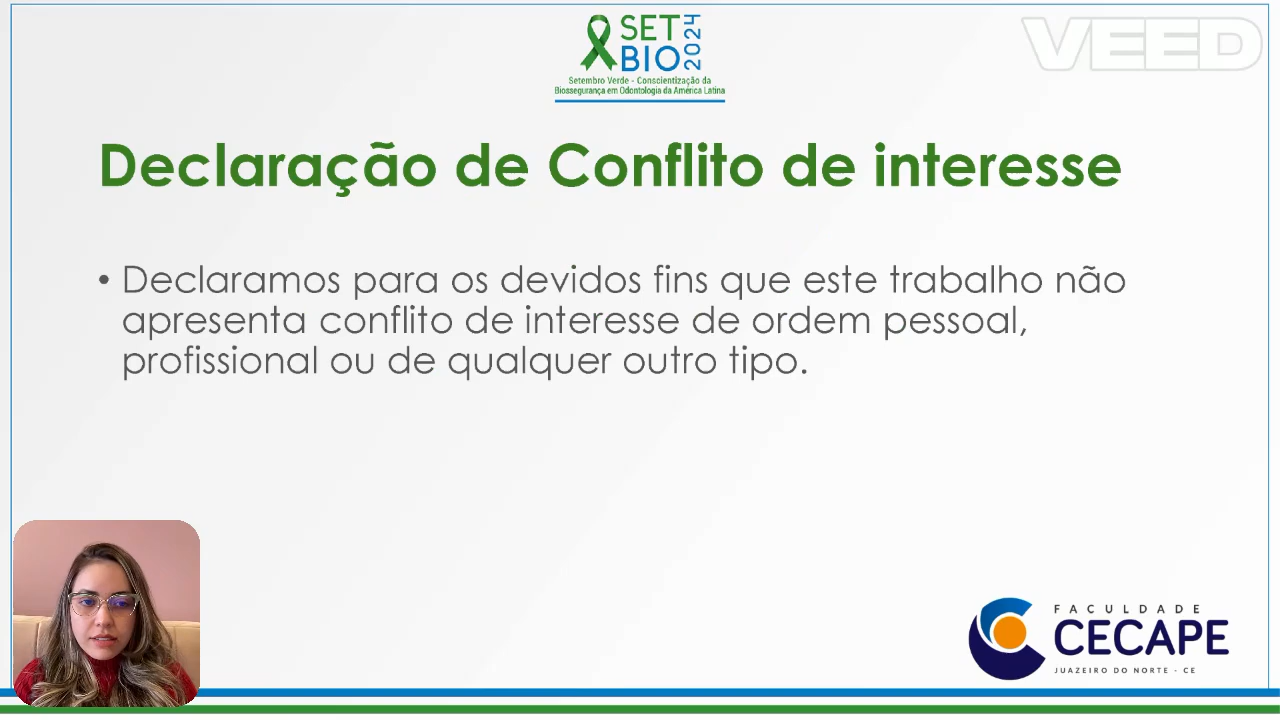 SET
BIO
2024
VEED
Setembro Verde - Conscientização da
Biossegurança em Odontologia da América Latina
Declaração de Conflito de interesse
• Declaramos para os devidos fins que este trabalho não
apresenta conflito de interesse de ordem pessoal,
profissional ou de qualquer outro tipo.
FACULDADE
CECAPE
JUAZEIRO DO NORTE - CE